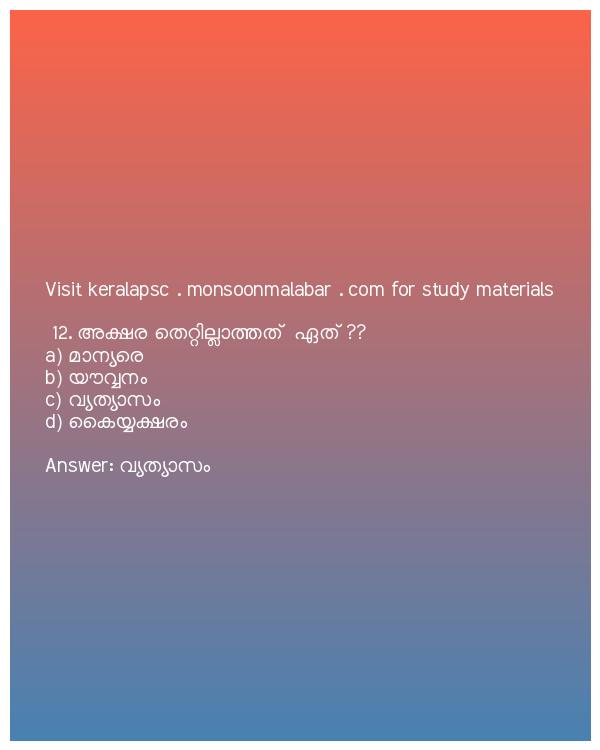 Visit keralapsc . monsoonmalabar . com for study materials
12. അക്ഷര തെറ്റില്ലാത്തത് ഏത് ??
a) മാന്യരെ
b) യൗവ്വനം
c) വ്യത്യാസം
d) കൈയ്യക്ഷരം
Answer: വ്യത്യാസം